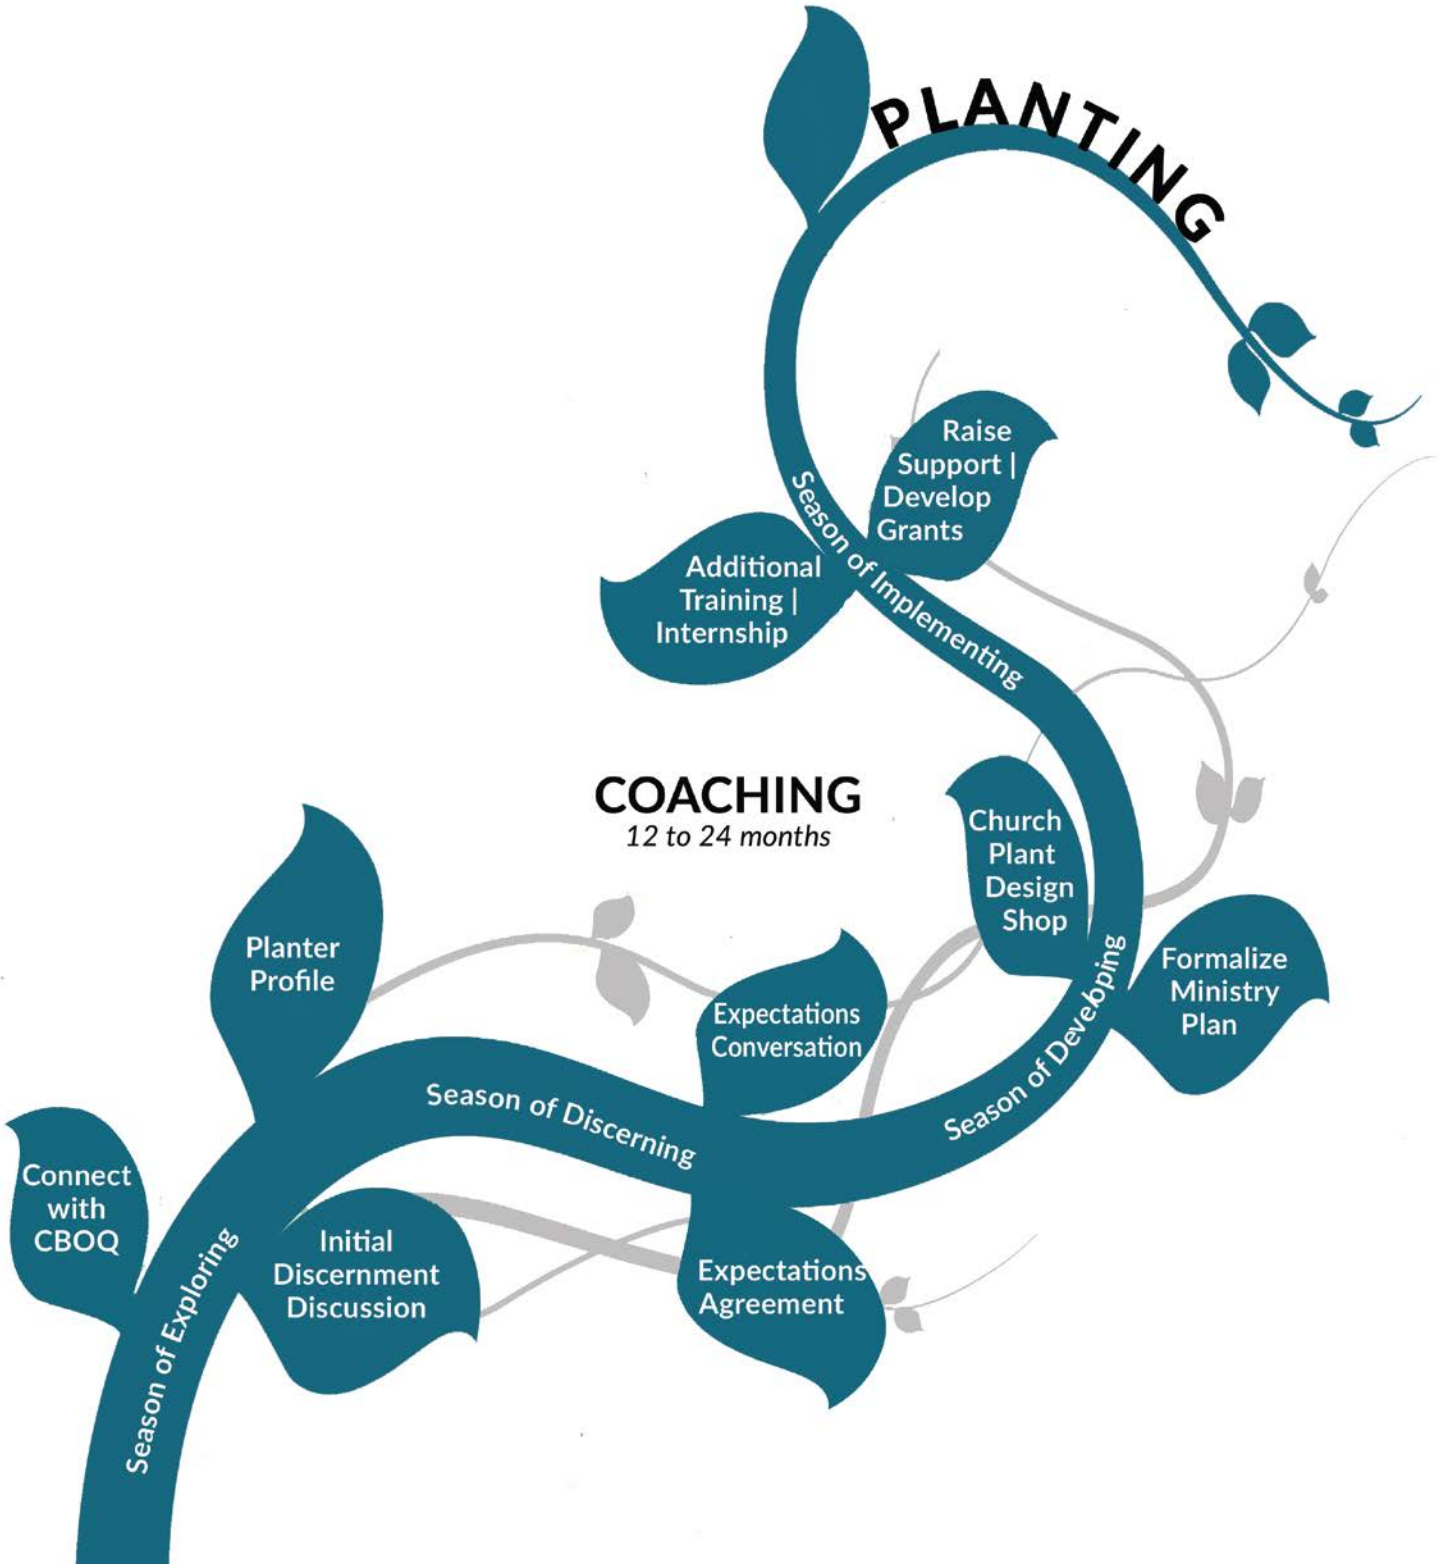 PLANTING
Raise
Support |
Develop
Grants
Season of Implementing
Additional
Training |
Internship
COACHING
12 to 24 months
Church
Plant
Design
Shop
Formalize
Ministry
Plan
Season of Developing
Planter
Profile
Expectations
Conversation
Season of Discerning
Connect
with
CBOQ
Initial
Discernment
Discussion
Expectations
Agreement
Season of Exploring